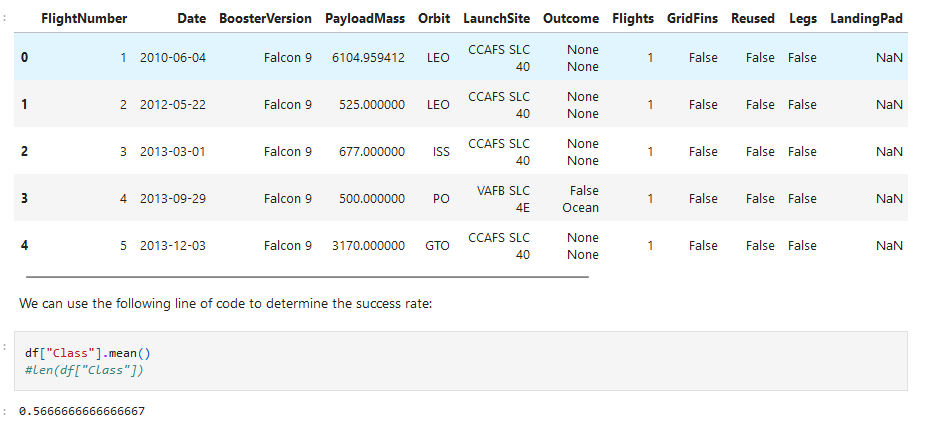 FlightNumber Date BoosterVersion PayloadMass Orbit LaunchSite Outcome Flights GridFins Reused Legs LandingPad
0 1 2010-06-04 Falcon 9 6104.959412 LEO CCAFS SLC 40 None None 1 False False False NaN
1 2 2012-05-22 Falcon 9 525.000000 LEO CCAFS SLC 40 None None 1 False False False NaN
2 3 2013-03-01 Falcon 9 677.000000 ISS CCAFS SLC 40 None None 1 False False False NaN
3 4 2013-09-29 Falcon 9 500.000000 PO VAFB SLC 4E False Ocean 1 False False False NaN
4 5 2013-12-03 Falcon 9 3170.000000 GTO CCAFS SLC 40 None None 1 False False False NaN
We can use the following line of code to determine the success rate:
df["Class"].mean()
#len(df["Class"])
0.5666666666666667